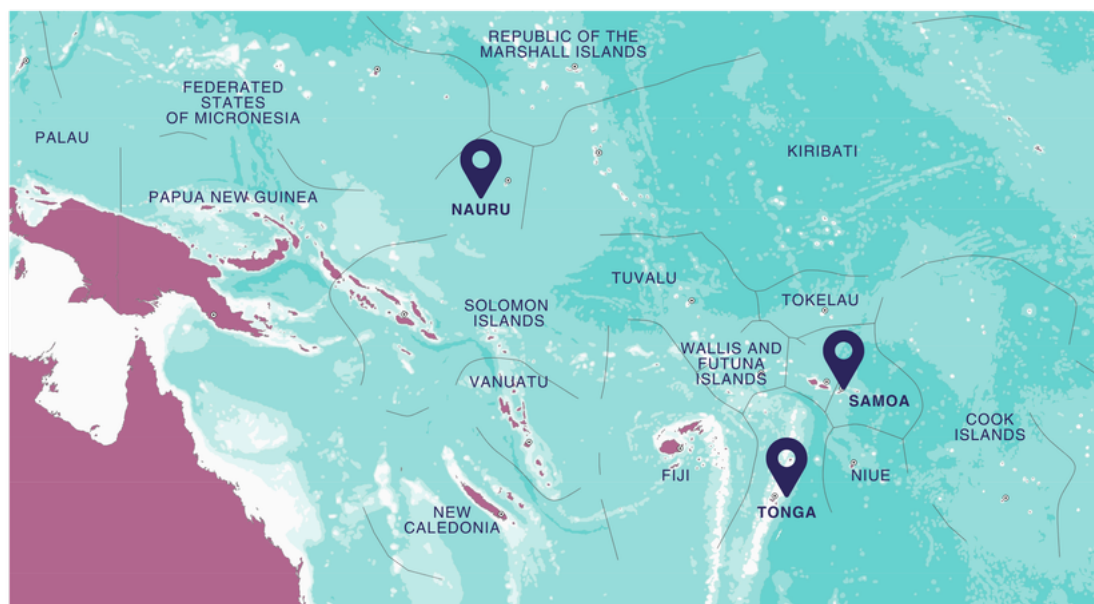 REPUBLIC OF THE
MARSHALL ISLANDS
FEDERATED
STATES
OF MICRONESIA
PALAU
KIRIBATI
PAPUA NEW GUINEA
NAURU
TUVALU
TOKELAU
SOLOMON
ISLANDS
WALLIS AND
FUTUNA
ISLANDS
VANUATU
SAMOA
COOK
ISLANDS
FIJI
NIUE
TONGA
NEW
CALEDONIA